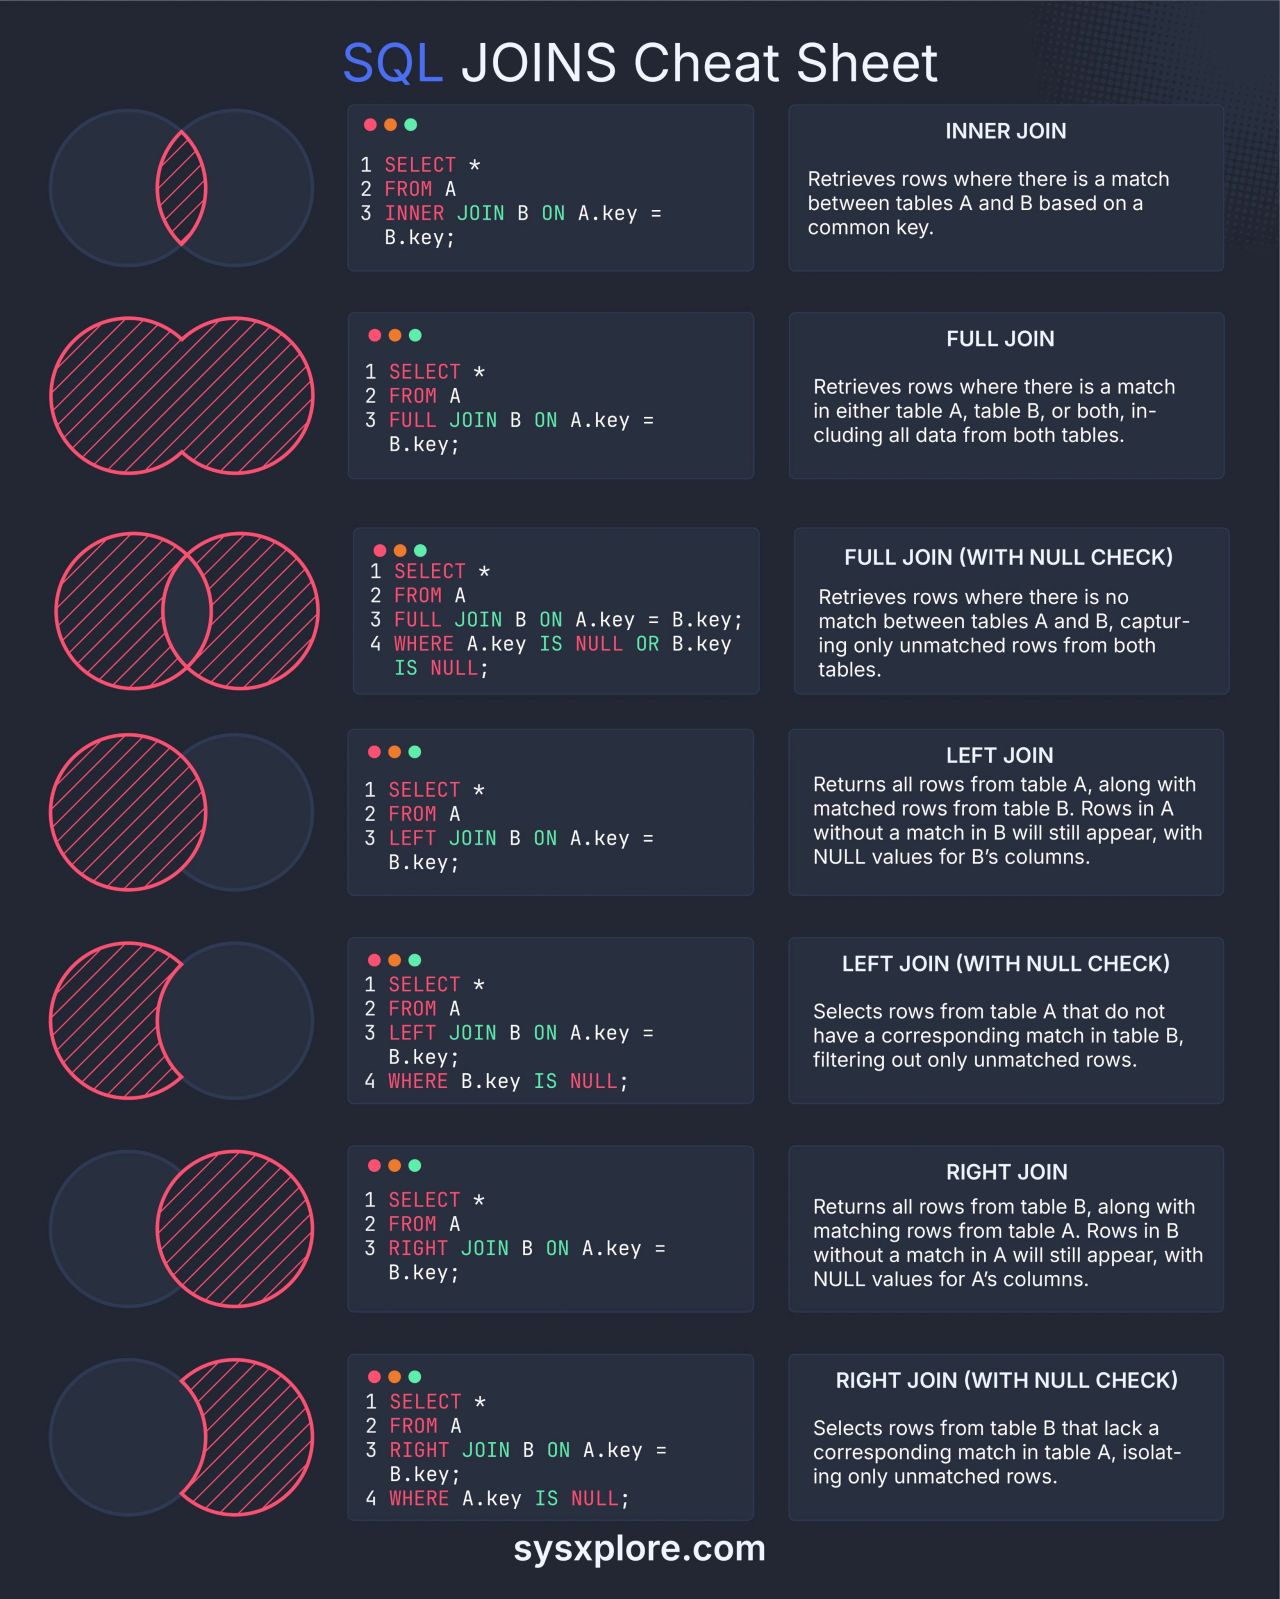 SQL JOINS Cheat Sheet
1 SELECT *
2 FROM A
3 INNER JOIN B ON A.key =
B.key;
INNER JOIN
Retrieves rows where there is a match
between tables A and B based on a
common key.
1 SELECT *
2 FROM A
3 FULL JOIN B ON A.key =
B.key;
FULL JOIN
Retrieves rows where there is a match
in either table A, table B, or both, in-
cluding all data from both tables.
1 SELECT *
2 FROM A
3 FULL JOIN B ON A.key = B.key;
4 WHERE A.key IS NULL OR B.key
IS NULL;
FULL JOIN (WITH NULL CHECK)
Retrieves rows where there is no
match between tables A and B, captur-
ing only unmatched rows from both
tables.
1 SELECT *
2 FROM A
3 LEFT JOIN B ON A.key =
B.key;
LEFT JOIN
Returns all rows from table A, along with
matched rows from table B. Rows in A
without a match in B will still appear, with
NULL values for B’s columns.
1 SELECT *
2 FROM A
3 LEFT JOIN B ON A.key =
B.key;
4 WHERE B.key IS NULL;
LEFT JOIN (WITH NULL CHECK)
Selects rows from table A that do not
have a corresponding match in table B,
filtering out only unmatched rows.
1 SELECT *
2 FROM A
3 RIGHT JOIN B ON A.key =
B.key;
RIGHT JOIN
Returns all rows from table B, along with
matching rows from table A. Rows in B
without a match in A will still appear, with
NULL values for A’s columns.
1 SELECT *
2 FROM A
3 RIGHT JOIN B ON A.key =
B.key;
4 WHERE A.key IS NULL;
RIGHT JOIN (WITH NULL CHECK)
Selects rows from table B that lack a
corresponding match in table A, isolat-
ing only unmatched rows.
sysxplore.com